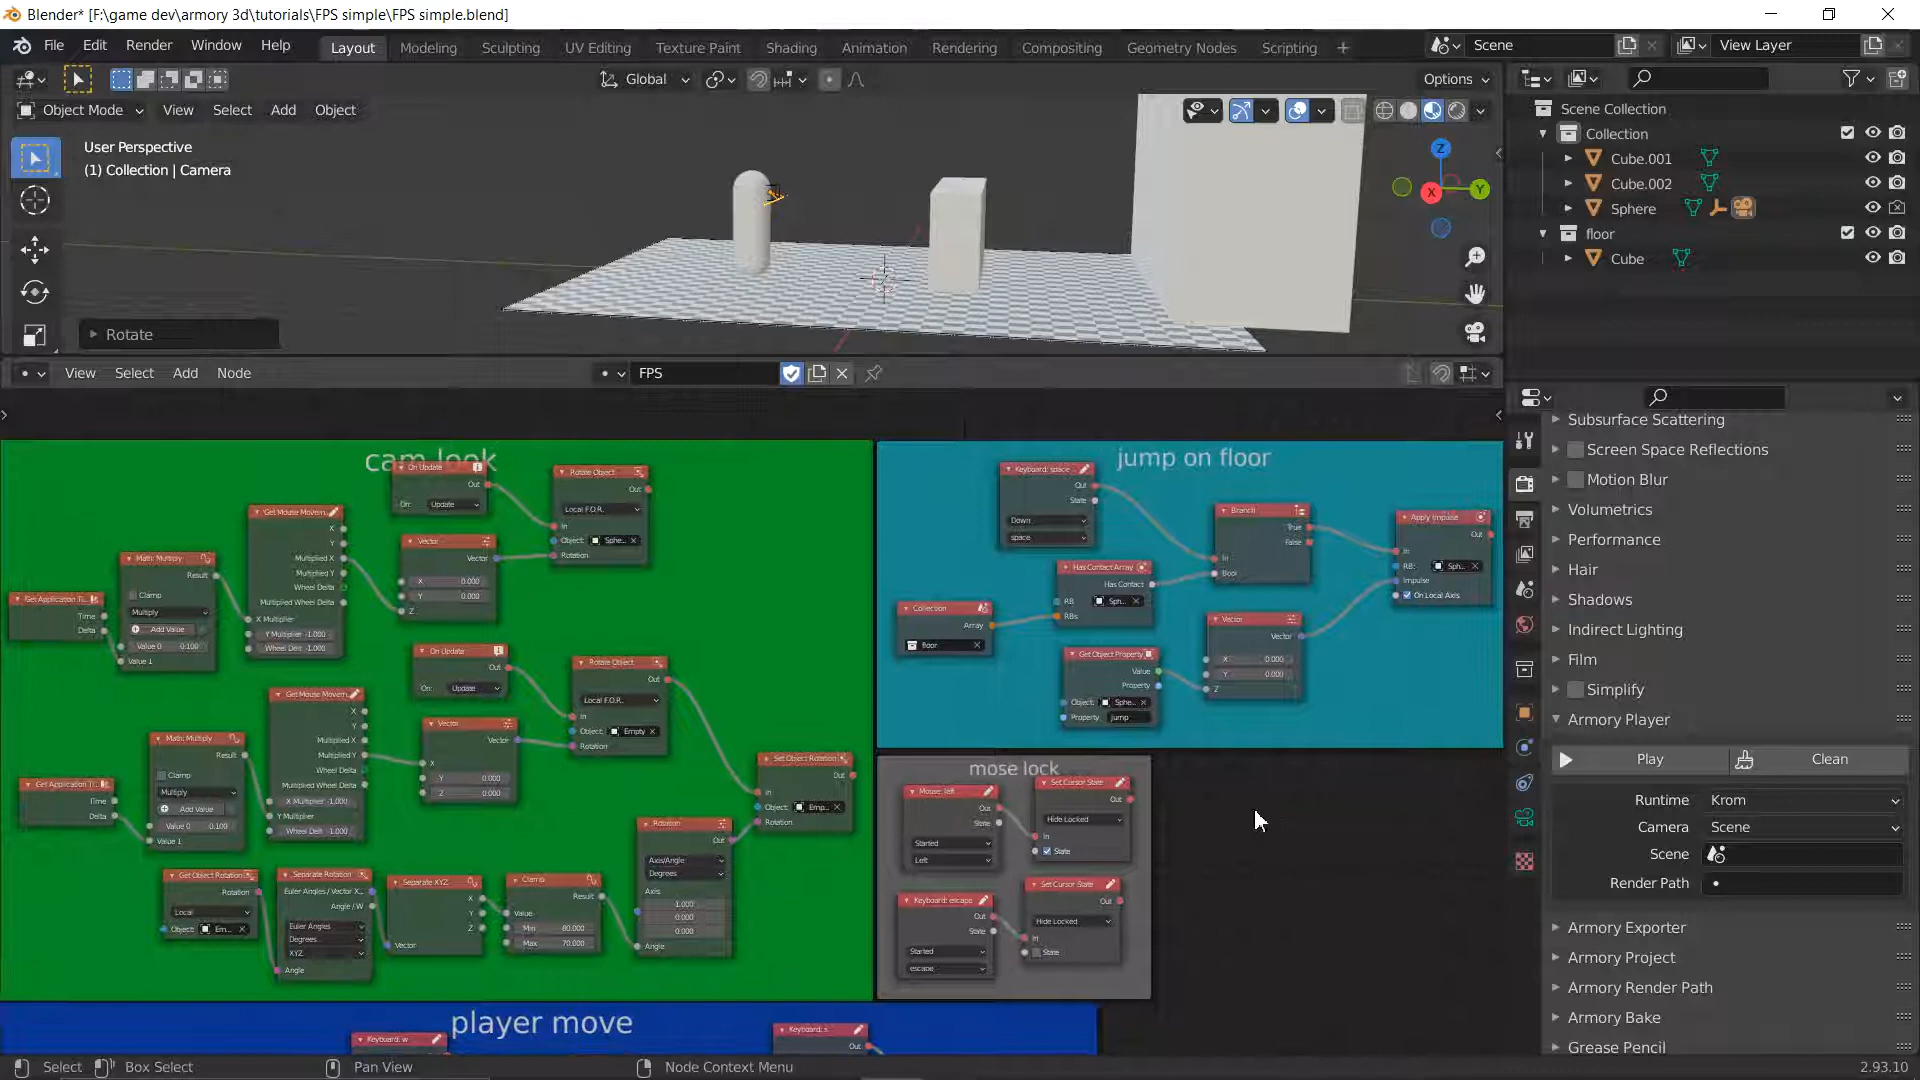 Blender* [F:\game dev\armory 3d\tutorials\FPS simple\FPS simple.blend]
File Edit Render Window Help Layout Modeling Sculpting UV Editing Texture Paint Shading Animation Rendering Compositing Geometry Nodes Scripting + Scene View Layer
Global Options
Object Mode View Select Add Object
User Perspective
(1) Collection | Camera
Z
Y
X
Rotate
Scene Collection
Collection
Cube.001
Cube.002
Sphere
floor
Cube
View Select Add Node FPS
cam look
On Update
Out
On: Update
Rotate Object
Out
Local F.O.R.
In
Object: Sphe...
Rotation
Get Mouse Movem...
X
Y
Multiplied X
Multiplied Y
Wheel Delta
Multiplied Wheel Delta
X Multiplier
Y Multiplier -1.000
Wheel Delt -1.000
Vector
Vector
X 0.000
Y 0.000
Z
Math: Multiply
Result
Clamp
Multiply
Add Value
Value 0 0.100
Value 1
Get Application Ti...
Time
Delta
On Update
Out
On: Update
Rotate Object
Out
Local F.O.R.
In
Object: Empty
Rotation
Get Mouse Movem...
X
Y
Multiplied X
Multiplied Y
Wheel Delta
Multiplied Wheel Delta
X Multiplier -1.000
Y Multiplier
Wheel Delt -1.000
Vector
Vector
X
Y 0.000
Z 0.000
Math: Multiply
Result
Clamp
Multiply
Add Value
Value 0 0.100
Value 1
Get Application Ti...
Time
Delta
Set Object Rotation
Out
In
Object: Emp...
Rotation
Rotation
Out
Axis/Angle
Degrees
Axis
1.000
0.000
0.000
Angle
Get Object Rotation
Rotation
Local
Object: Em...
Separate Rotation
Euler Angles / Vector X...
Angle / W
Euler Angles
Degrees
XYZ
Angle
Separate XYZ
X
Y
Z
Vector
Clamp
Result
Value
Min 80.000
Max 70.000
jump on floor
Keyboard: space
Out
State
Down
space
Branch
True
False
In
Bool
Apply Impulse
Out
In
RB: Sph...
Impulse
On Local Axis
Has Contact Array
Has Contact
RB Sph...
RBs
Collection
Array
floor
Vector
Vector
X 0.000
Y 0.000
Z
Get Object Property
Value
Property
Object: Sphe...
Property jump
mose lock
Mouse: left
Out
State
Started
Left
Set Cursor State
Out
Hide Locked
In
State
Keyboard: escape
Out
State
Started
escape
Set Cursor State
Out
Hide Locked
In
State
player move
Keyboard: w
Keyboard: s
Out
Subsurface Scattering
Screen Space Reflections
Motion Blur
Volumetrics
Performance
Hair
Shadows
Indirect Lighting
Film
Simplify
Armory Player
Play Clean
Runtime Krom
Camera Scene
Scene
Render Path
Armory Exporter
Armory Project
Armory Render Path
Armory Bake
Grease Pencil
Select Box Select Pan View Node Context Menu 2.93.10